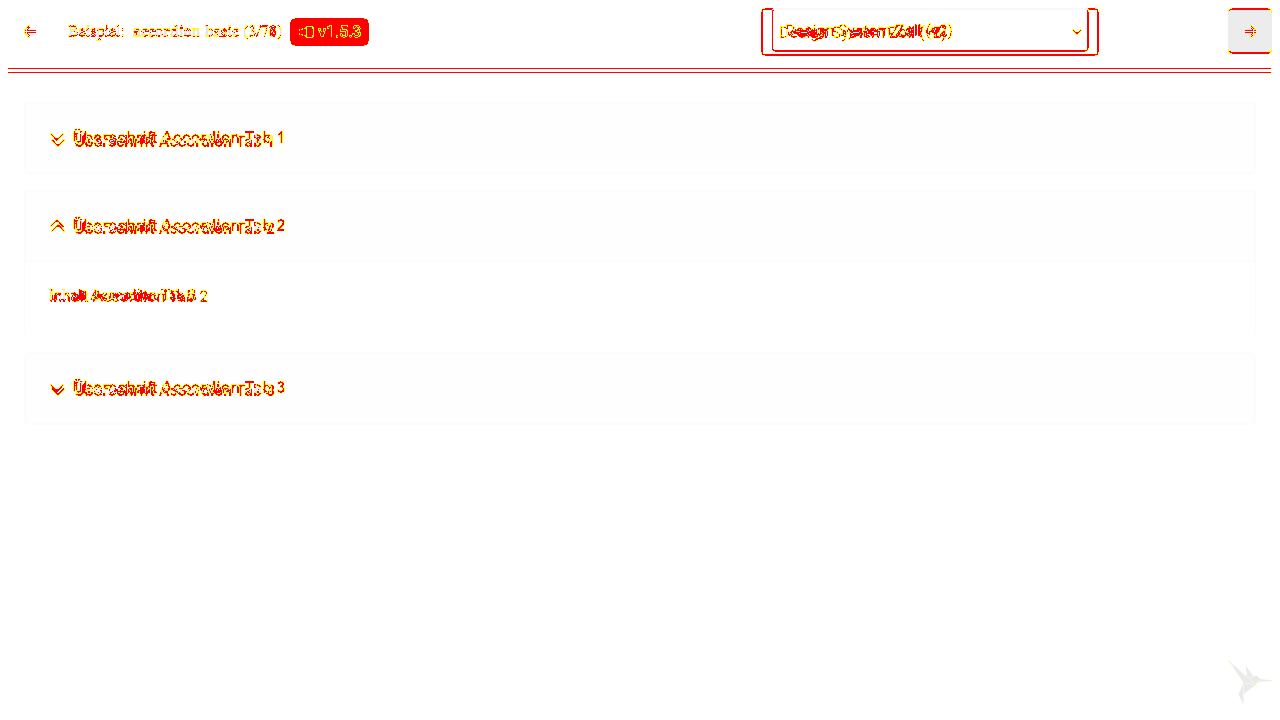 Beispiel: accordion basic (3/76) v1.5.3
Design System Zoll (v2)
Überschrift Accordion Tab 1
Überschrift Accordion Tab 2
Inhalt Accordion Tab 2
Überschrift Accordion Tab 3